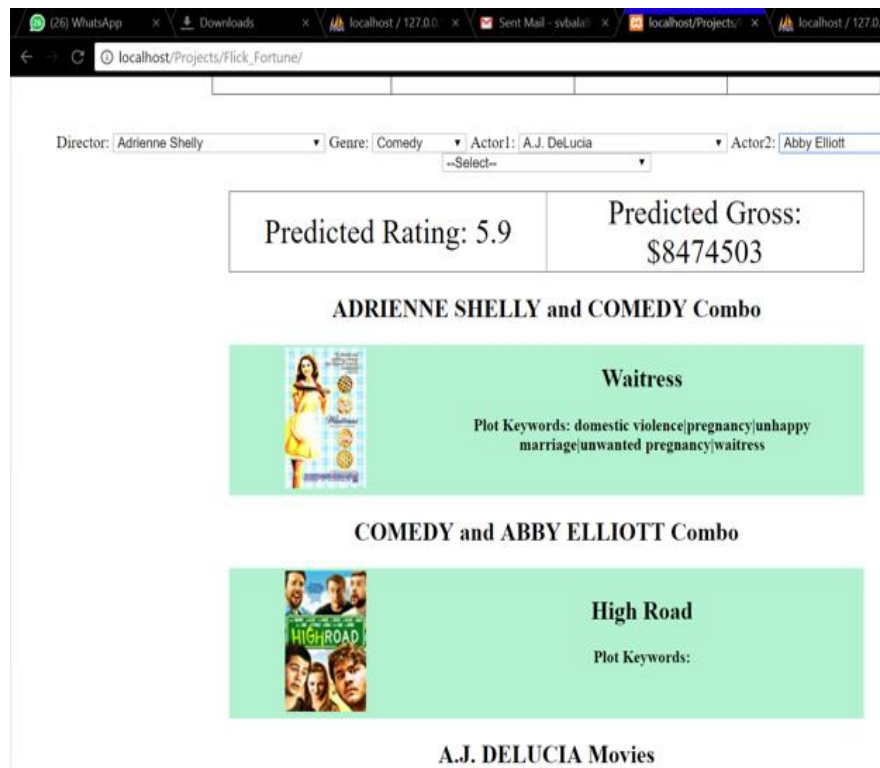 (26) WhatsApp × Downloads × localhost / 127.0.0. × Sent Mail - svbala × localhost/Projects/ × localhost / 127.0.
localhost/Projects/Flick_Fortune/
Director: Adrienne Shelly Genre: Comedy Actor1: A.J. DeLucia Actor2: Abby Elliott
--Select--
Predicted Rating: 5.9
Predicted Gross:
$8474503
ADRIENNE SHELLY and COMEDY Combo
Waitress
Waitress
Plot Keywords: domestic violence|pregnancy|unhappy
marriage|unwanted pregnancy|waitress
COMEDY and ABBY ELLIOTT Combo
HIGH ROAD
High Road
Plot Keywords:
A.J. DELUCIA Movies